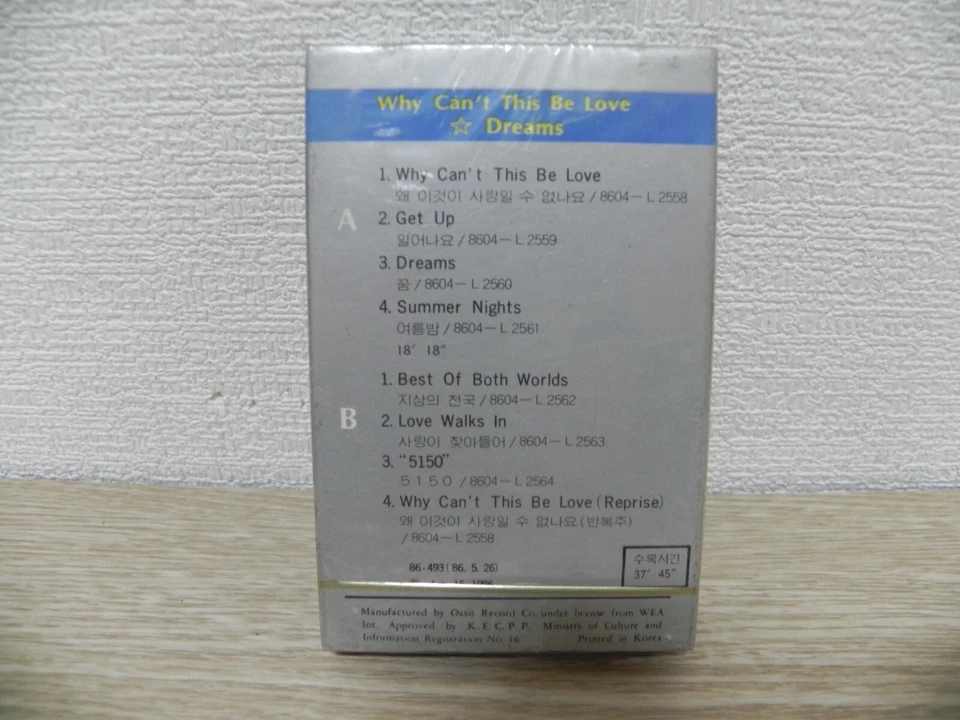 Why Can't This Be Love
☆ Dreams
A
1. Why Can't This Be Love
왜 이것이 사랑일 수 없나요 / 8604-L 2558
2. Get Up
일어나요 / 8604-L 2559
3. Dreams
꿈 / 8604-L 2560
4. Summer Nights
여름밤 / 8604-L 2561
18' 18"
B
1. Best Of Both Worlds
지상의 천국 / 8604-L 2562
2. Love Walks In
사랑이 찾아들어 / 8604-L 2563
3. "5150"
5150 / 8604-L 2564
4. Why Can't This Be Love (Reprise)
왜 이것이 사랑일 수 없나요 (반복주)
/ 8604-L 2558
86-493 (86. 5. 26)
수록시간
37' 45"
Manufactured by Oasis Record Co. under license from WEA
Int. Approved by K. E. C. P. P. Ministry of Culture and
Information Registration No. 10 Printed in Korea